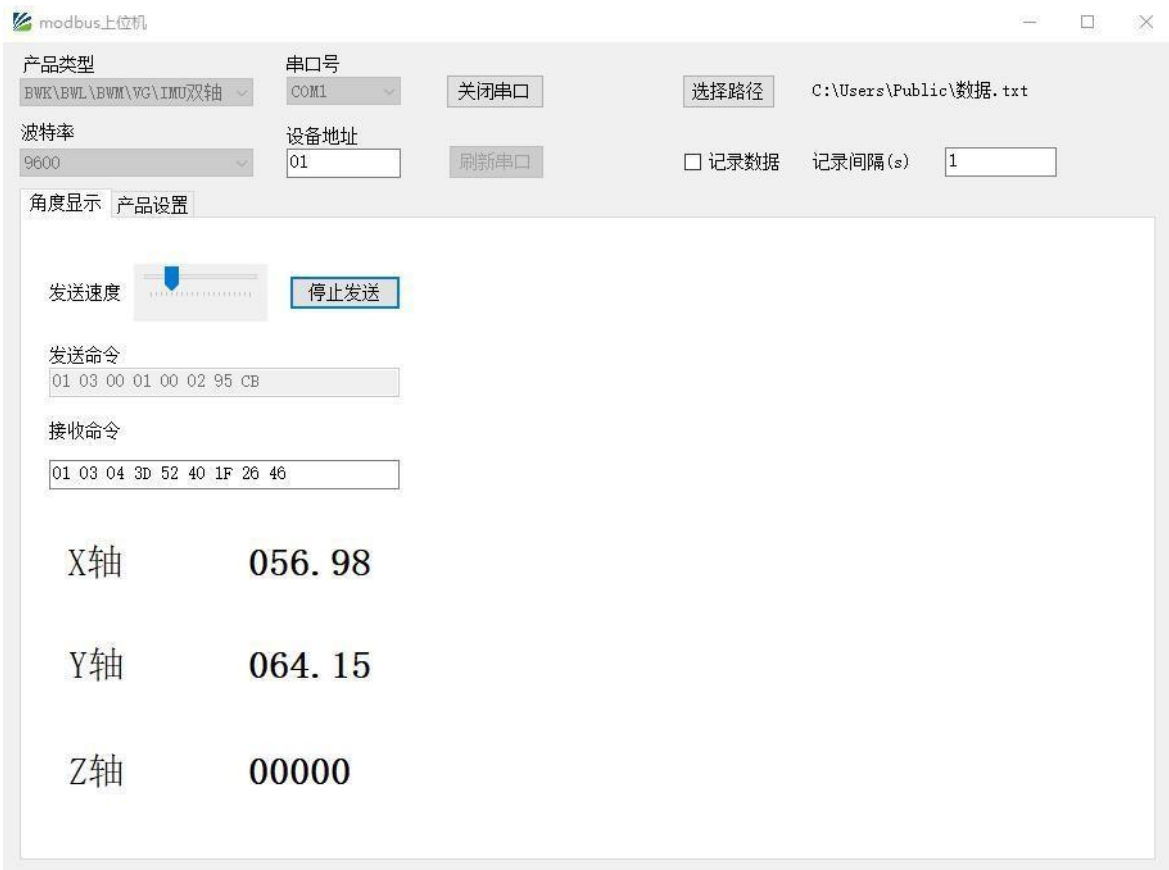 modbus上位机
产品类型
串口号
BWK\BWL\BWM\VG\IMU双轴
COM1
关闭串口
选择路径
C:\Users\Public\数据.txt
波特率
设备地址
9600
01
刷新串口
记录数据
记录间隔(s)
1
角度显示
产品设置
发送速度
停止发送
发送命令
01 03 00 01 00 02 95 CB
接收命令
01 03 04 3D 52 40 1F 26 46
X轴 056.98
Y轴 064.15
Z轴 00000